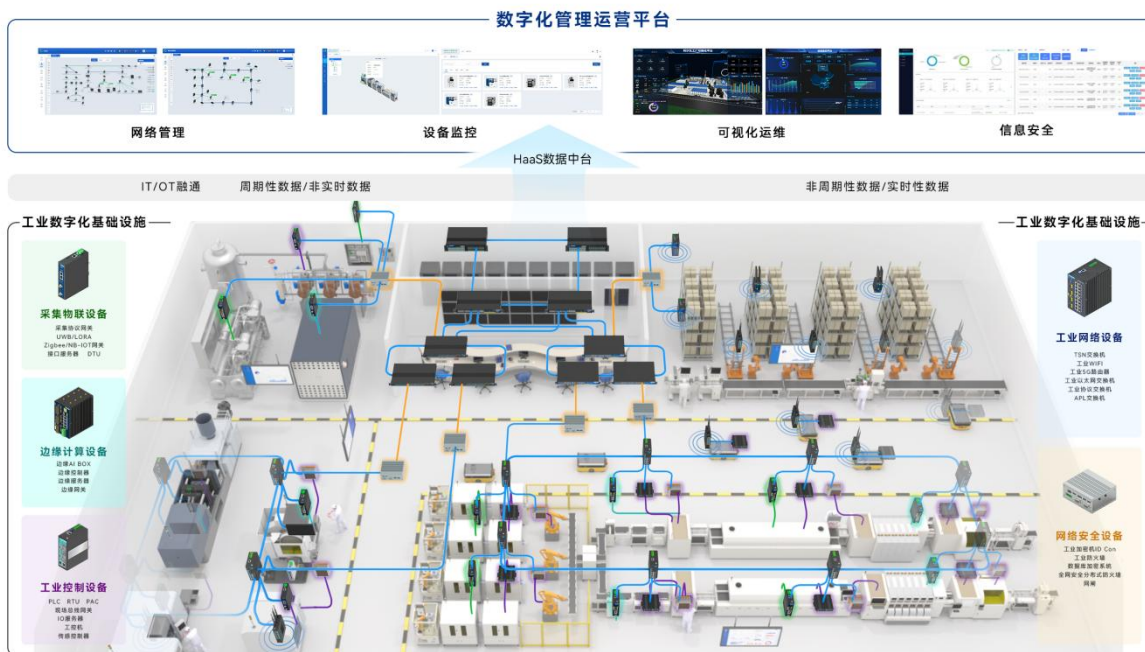 数字化管理运营平台
网络管理
设备监控
可视化运维
信息安全
HaaS数据中台
IT/OT融通 周期性数据/非实时数据
非周期性数据/实时性数据
工业数字化基础设施
采集物联设备
采集协议网关
UWB/LORA
Zigbee/NB-IOT网关
接口服务器 DTU
边缘计算设备
边缘AI BOX
边缘控制器
边缘服务器
边缘网关
工业控制设备
PLC RTU PAC
现场总线网关
IO服务器
工控机
传感控制器
工业数字化基础设施
工业网络设备
TSN交换机
工业WIFI
工业5G路由器
工业以太网交换机
工业协议交换机
APL交换机
网络安全设备
工业加密机IO Con
工业防火墙
数据库加密系统
全网安全分布式防火墙
网闸